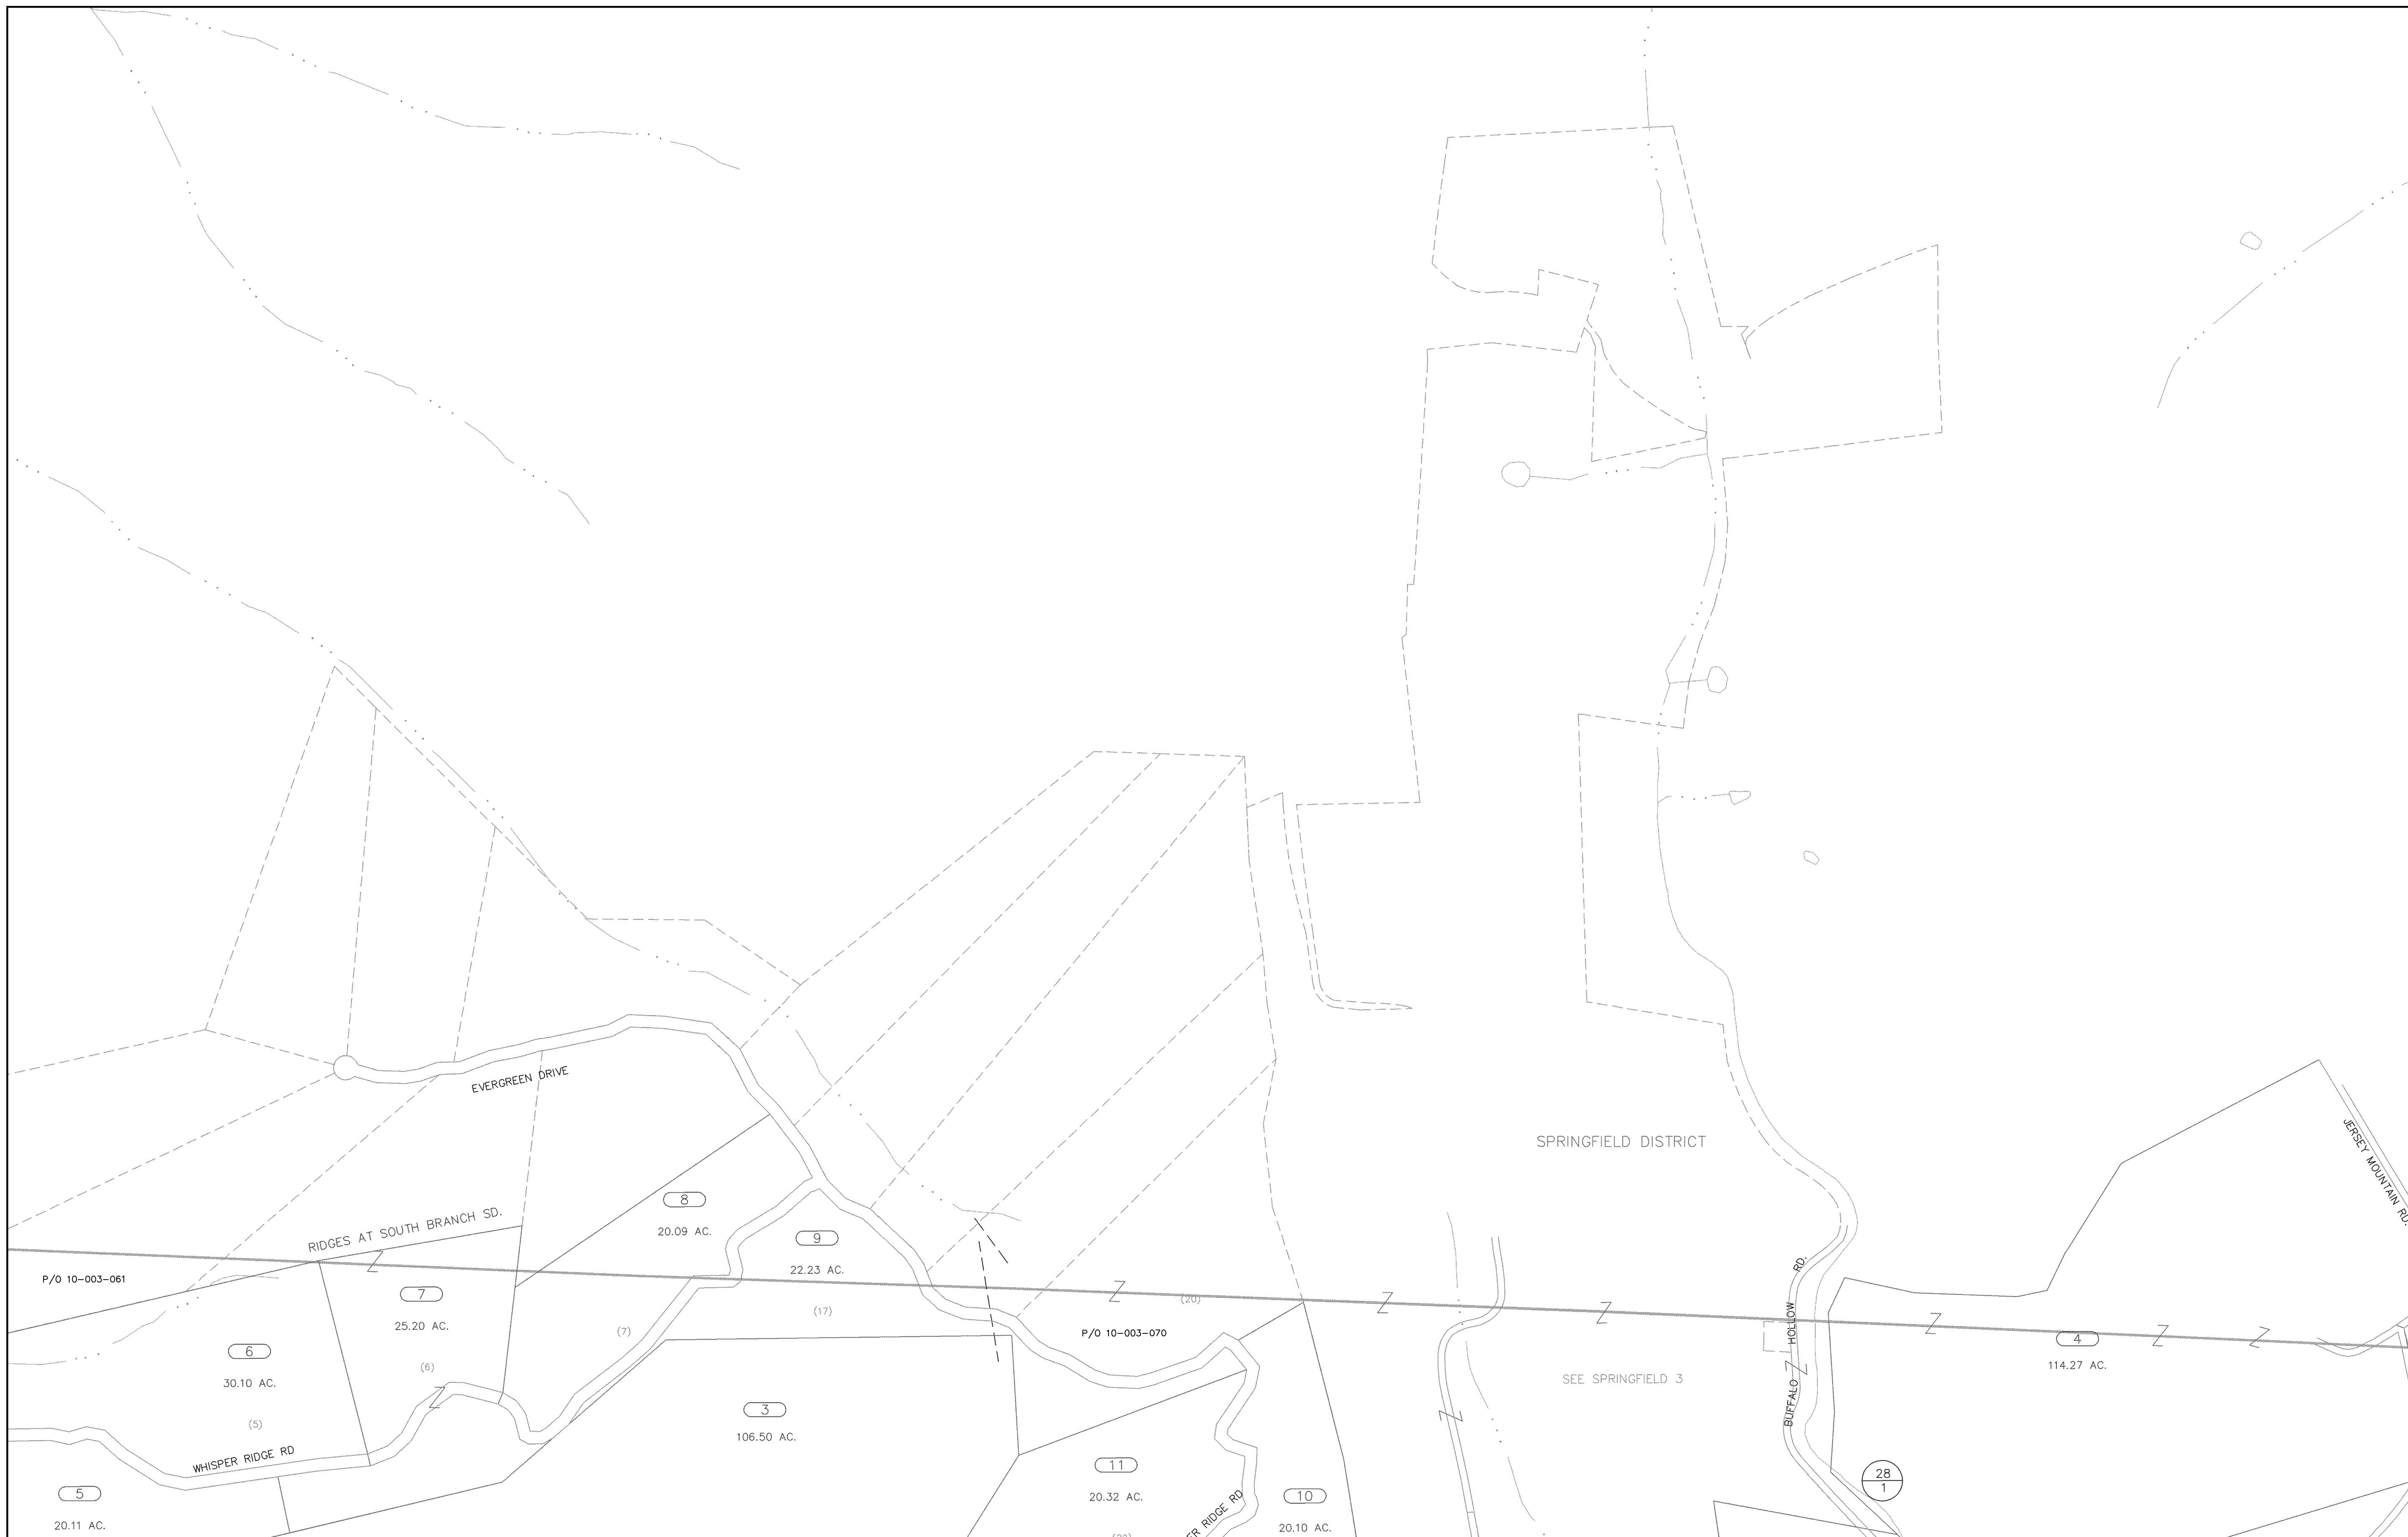 EVERGREEN DRIVE
SPRINGFIELD DISTRICT
JERSEY MOUNTAIN RD.
RIDGES AT SOUTH BRANCH SD.
8
20.09 AC.
9
22.23 AC.
(17)
P/O 10-003-061
7
25.20 AC.
(6)
(7)
(20)
P/O 10-003-070
BUFFALO HOLLOW RD.
4
114.27 AC.
6
30.10 AC.
(5)
SEE SPRINGFIELD 3
3
106.50 AC.
WHISPER RIDGE RD
11
20.32 AC.
ER RIDGE RD
10
20.10 AC.
28
1
5
20.11 AC.